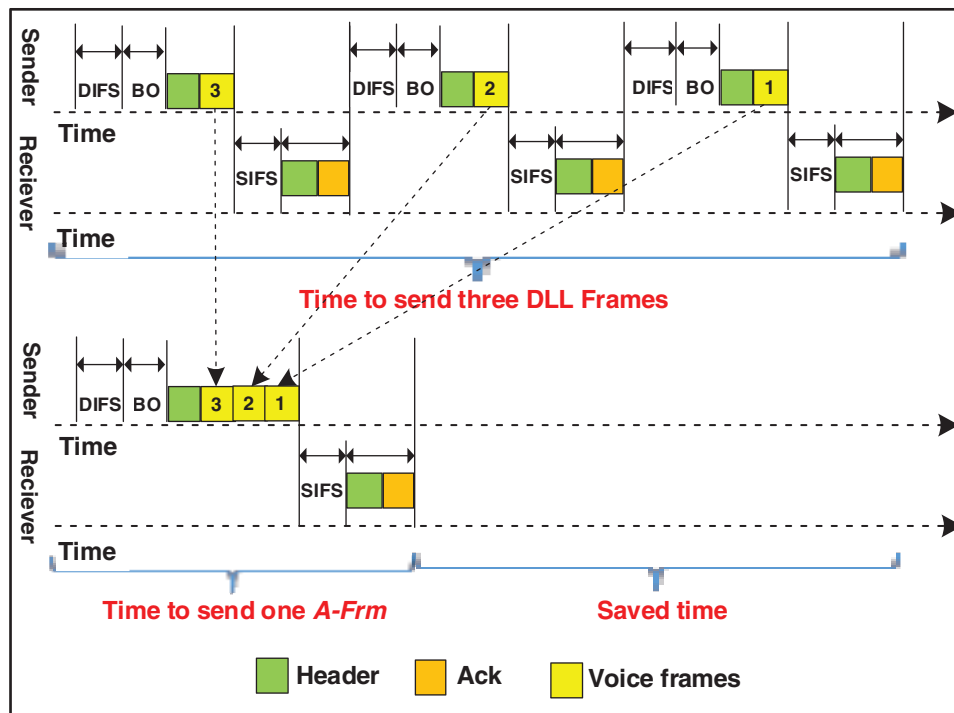 Sender
DIFS BO 3 DIFS BO 2 DIFS BO 1
Time
Reciever
SIFS SIFS SIFS
Time
Time to send three DLL Frames
Sender
DIFS BO 3 2 1
Time
Reciever
SIFS
Time
Time to send one A-Frm Saved time
Header Ack Voice frames